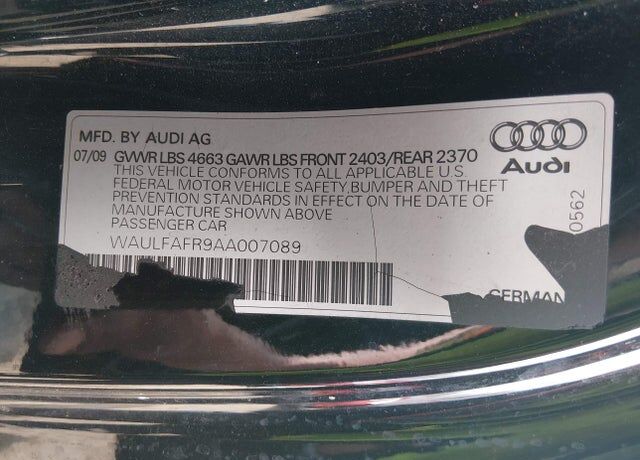 MFD. BY AUDI AG
07/09 GVWR LBS 4663 GAWR LBS FRONT 2403/REAR 2370
THIS VEHICLE CONFORMS TO ALL APPLICABLE U.S.
FEDERAL MOTOR VEHICLE SAFETY,BUMPER AND THEFT
PREVENTION STANDARDS IN EFFECT ON THE DATE OF
MANUFACTURE SHOWN ABOVE
PASSENGER CAR
WAULFAFR9AA007089
Audi
0562
GERMAN